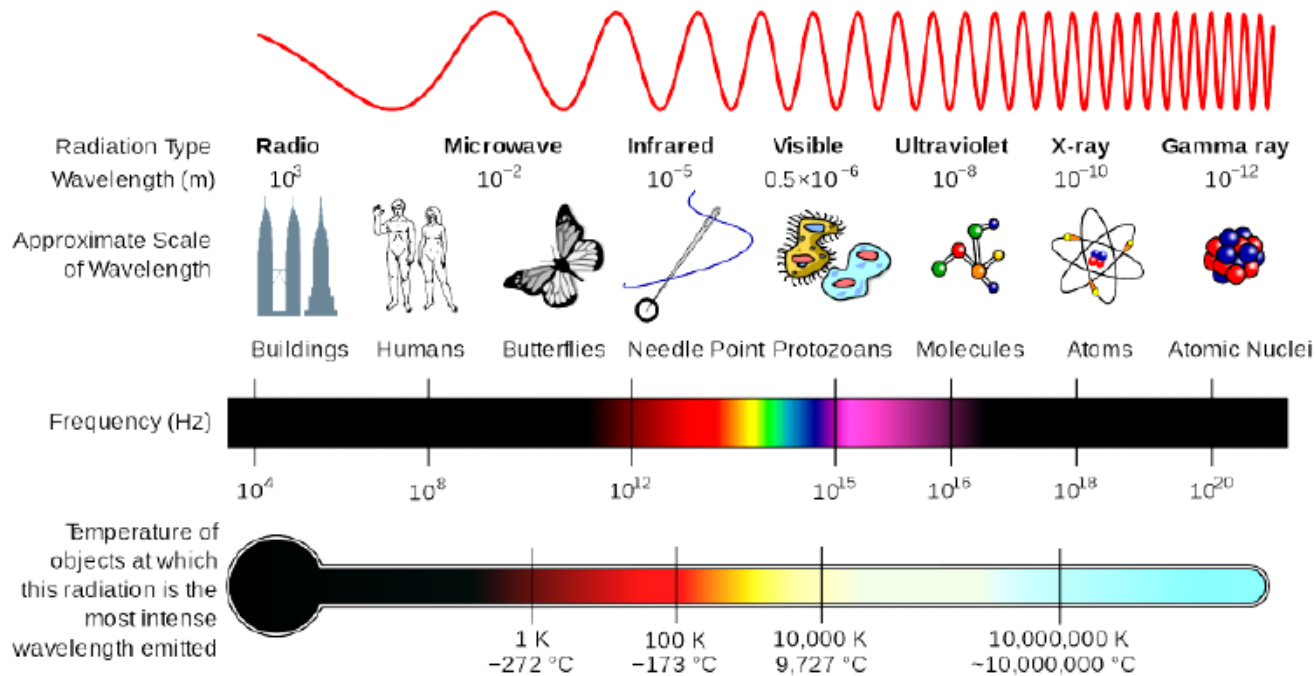 Radiation Type Radio Microwave Infrared Visible Ultraviolet X-ray Gamma ray
Wavelength (m) 10³ 10⁻² 10⁻⁵ 0.5×10⁻⁶ 10⁻⁸ 10⁻¹⁰ 10⁻¹²
Approximate Scale
of Wavelength
Buildings Humans Butterflies Needle Point Protozoans Molecules Atoms Atomic Nuclei
Frequency (Hz)
10⁴ 10⁸ 10¹² 10¹⁵ 10¹⁶ 10¹⁸ 10²⁰
Temperature of
objects at which
this radiation is the
most intense
wavelength emitted
1 K 100 K 10,000 K 10,000,000 K
−272 °C −173 °C 9,727 °C ~10,000,000 °C